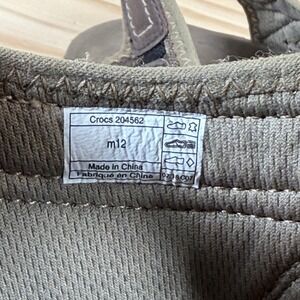 Crocs 204562
m12
Made in China
Fabriqué en Chine